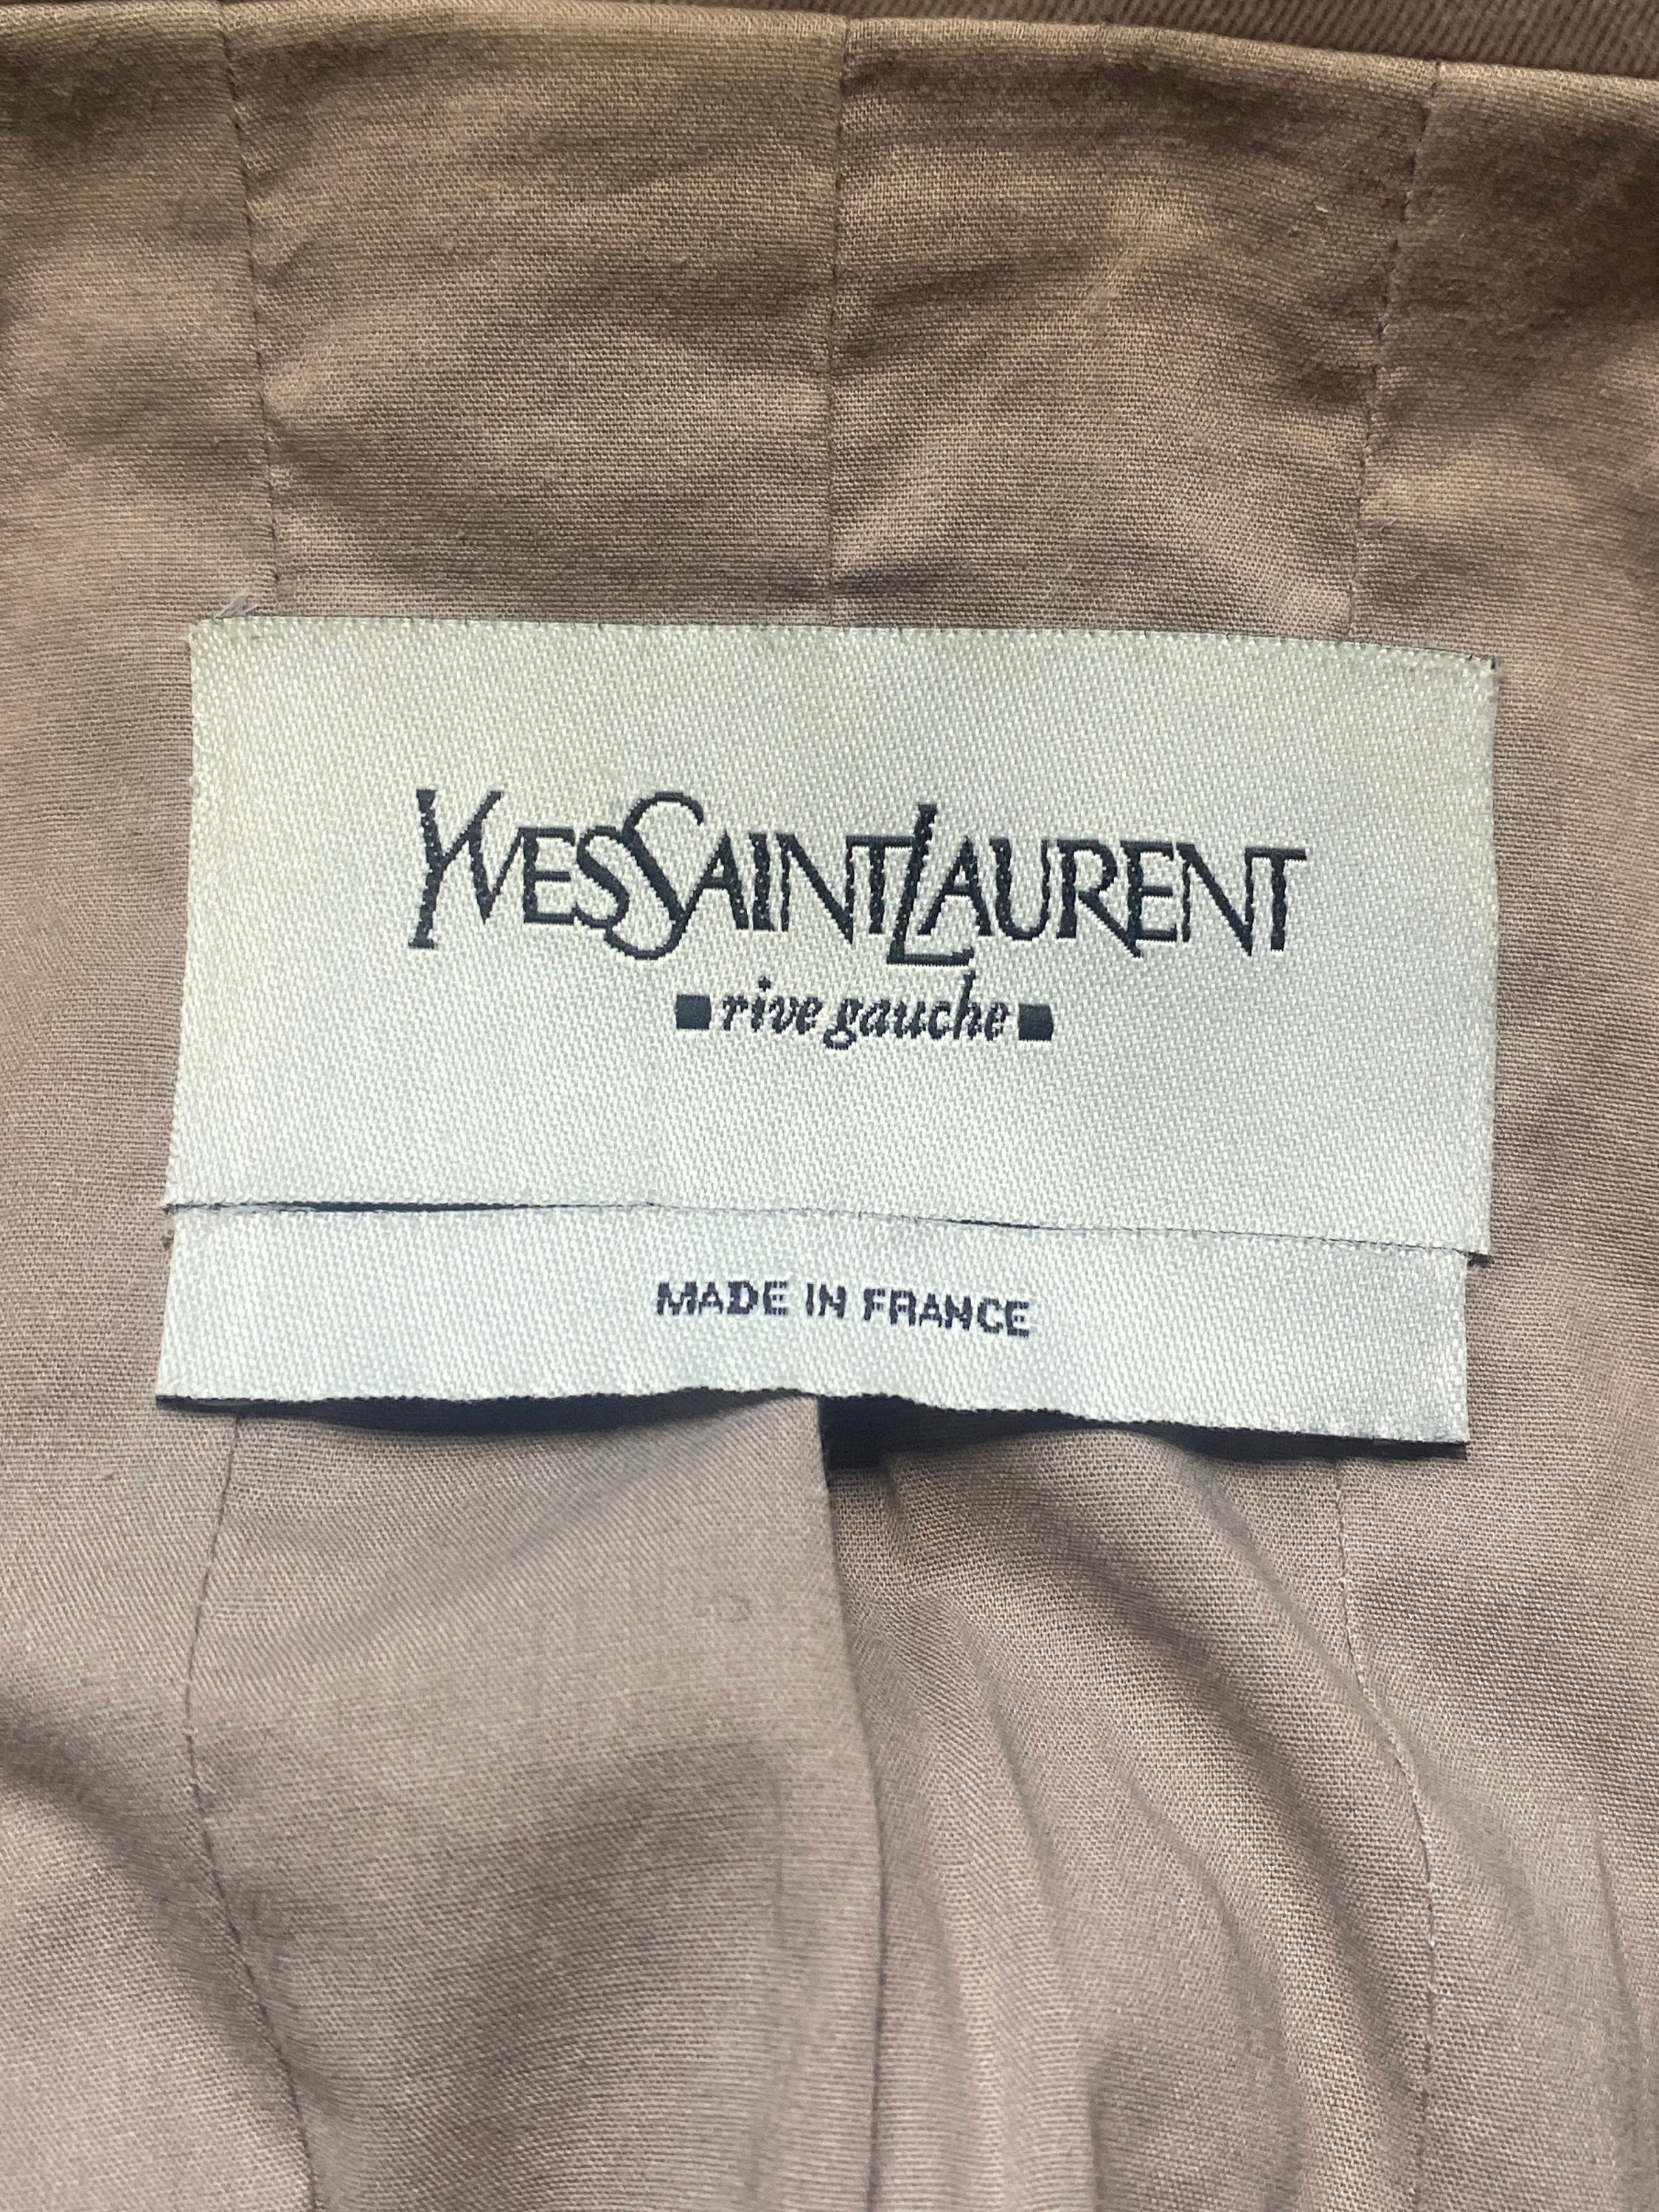 YVESSAINTLAURENT
rive gauche
MADE IN FRANCE